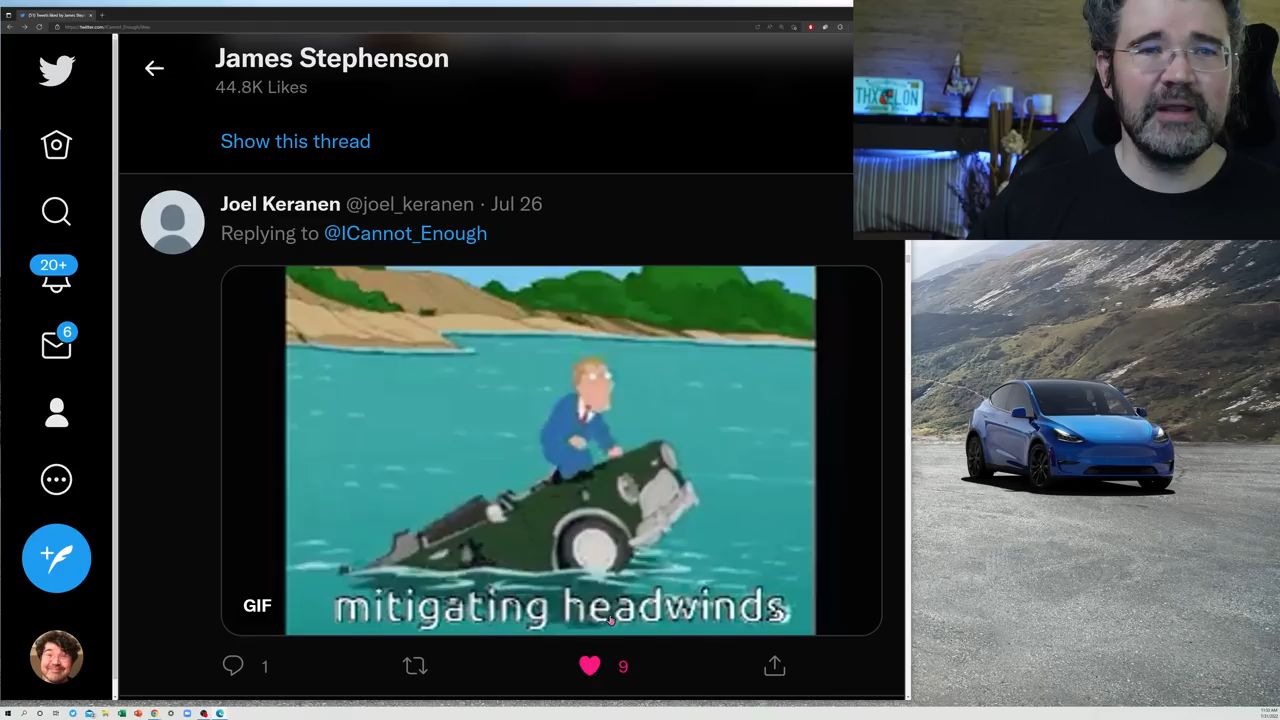 James Stephenson
44.8K Likes
Show this thread
Joel Keranen @joel_keranen · Jul 26
Replying to @ICannot_Enough
20+
6
GIF
mitigating headwinds
1
9